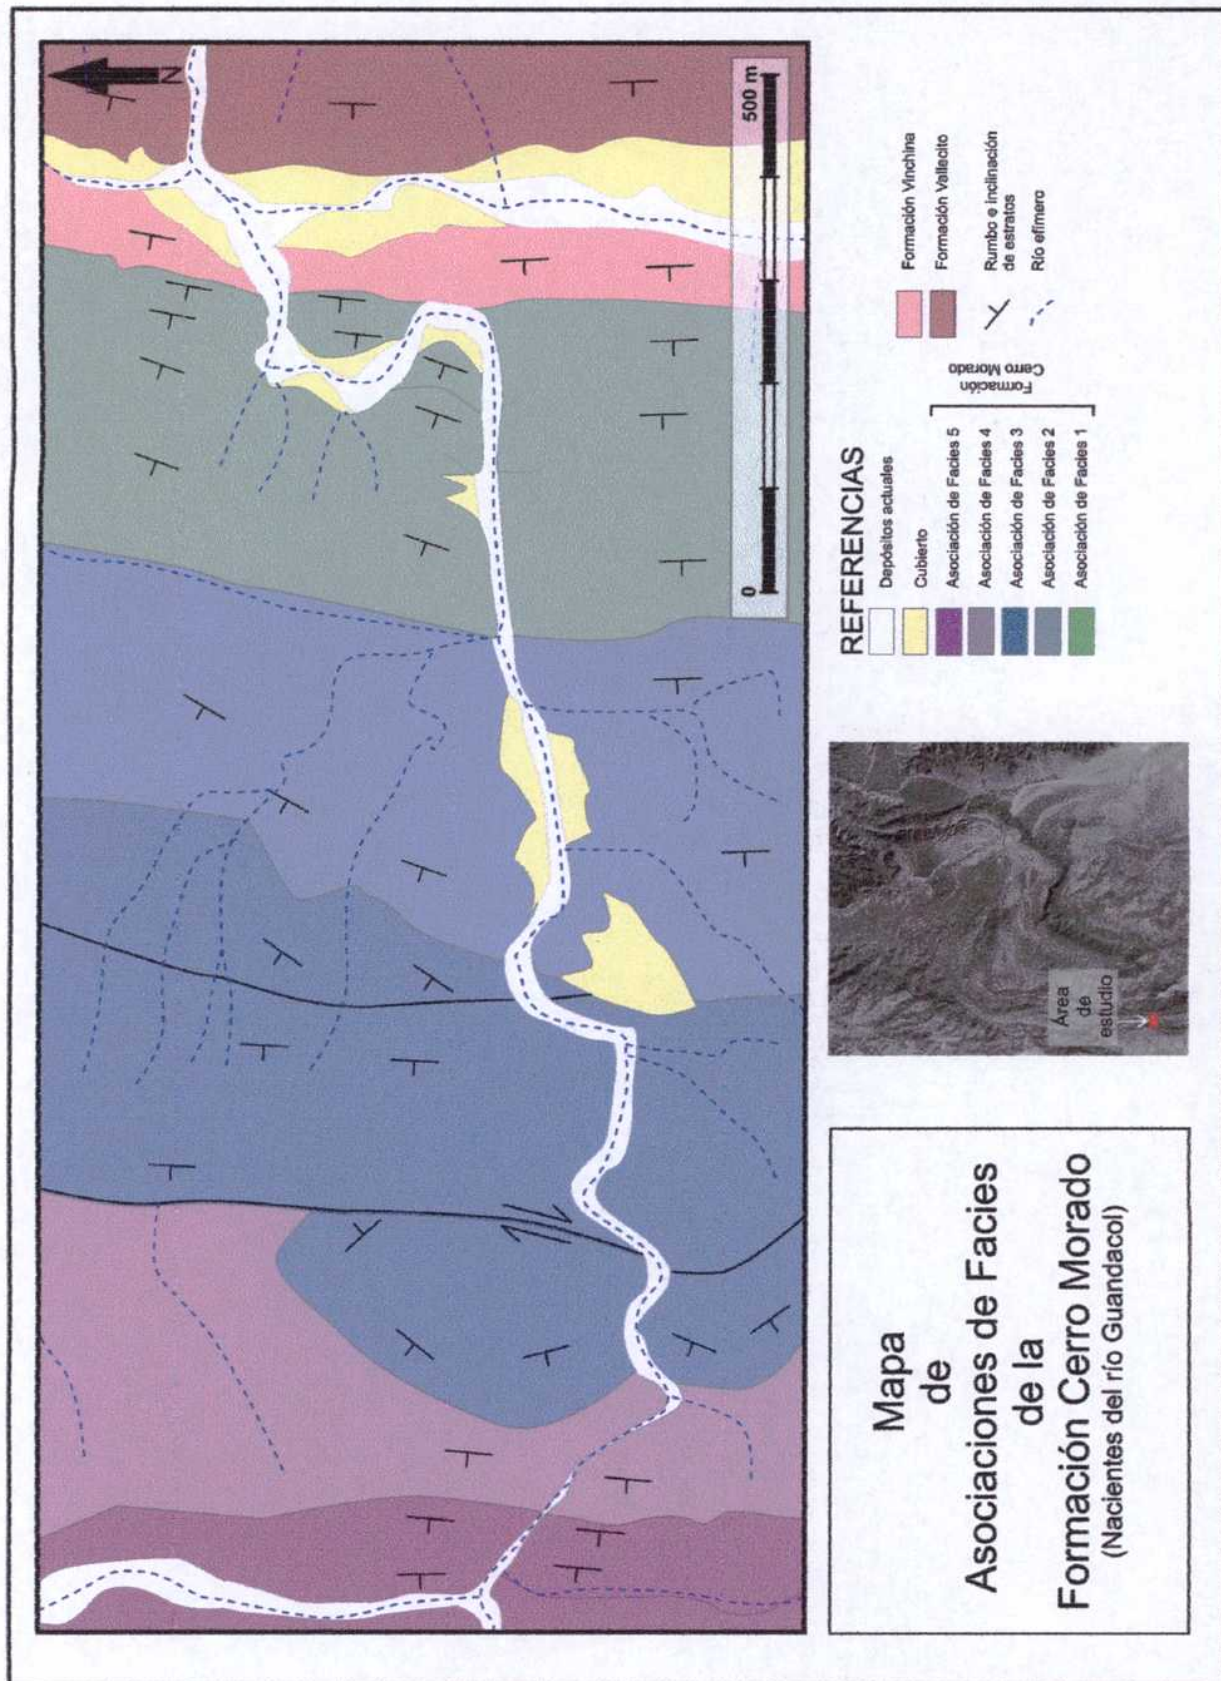 N
0
500 m
Mapa
de
Asociaciones de Facies
de la
Formación Cerro Morado
(Nacientes del río Guandacol)
Área
de
estudio
REFERENCIAS
Depósitos actuales
Cubierto
Asociación de Facies 5
Asociación de Facies 4
Asociación de Facies 3
Asociación de Facies 2
Asociación de Facies 1
Formación
Cerro Morado
Formación Vinchina
Formación Vallecito
Rumbo e inclinación
de estratos
Río efímero